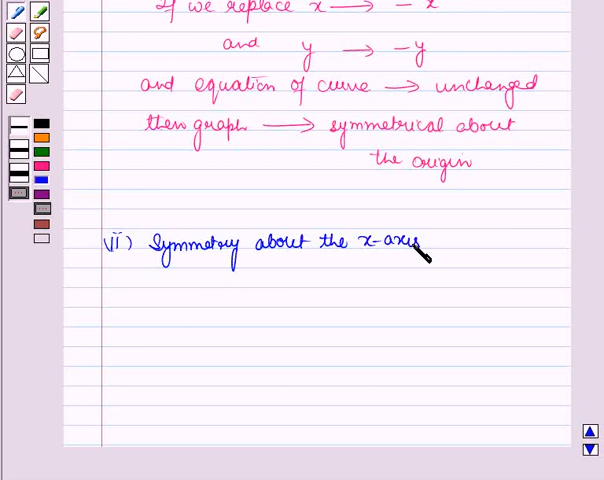 If we replace x → - x
and y → -y
and equation of curve → unchanged
then graph → symmetrical about
the origin
(ii) Symmetry about the x-axis